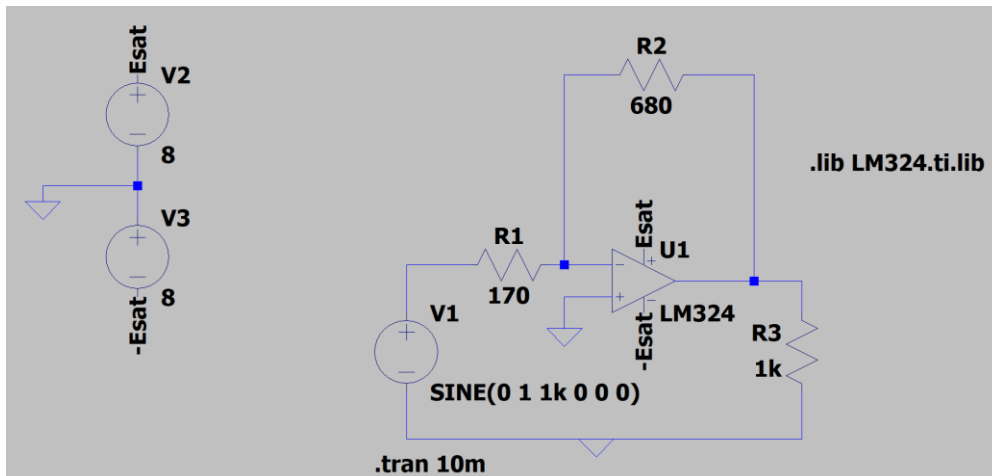 Esat
V2
8
V3
8
-Esat
R2
680
.lib LM324.ti.lib
R1
170
Esat
U1
LM324
-Esat
V1
SINE(0 1 1k 0 0 0)
R3
1k
.tran 10m